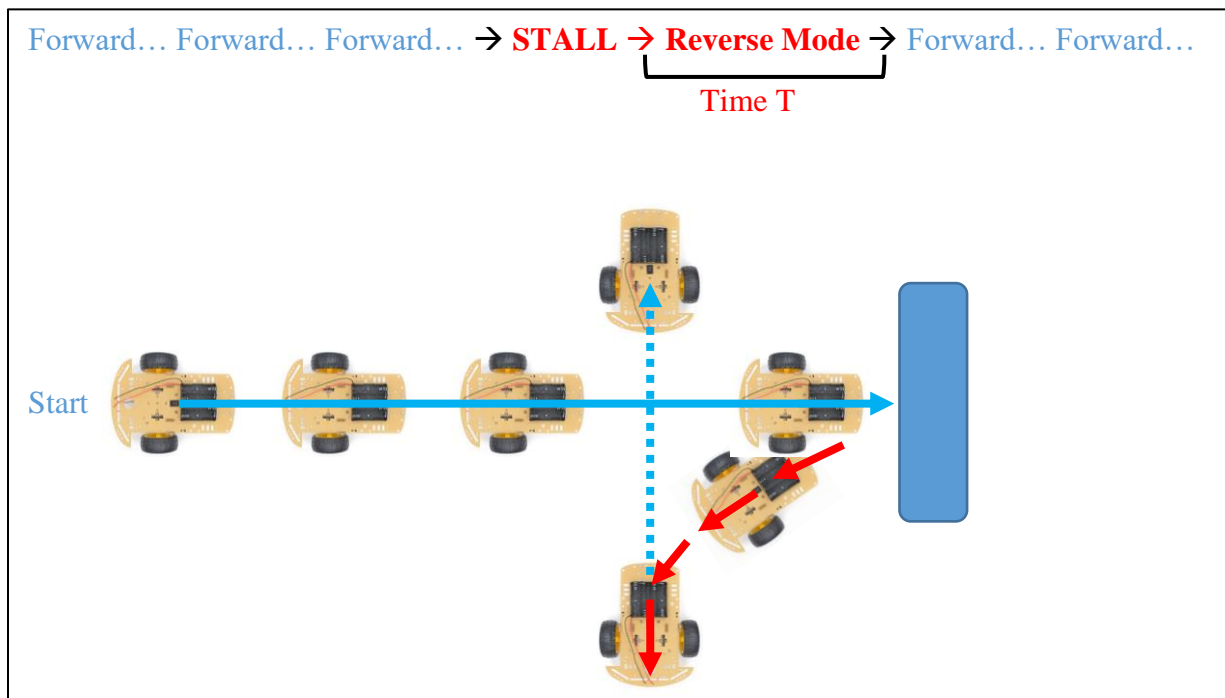 Forward… Forward… Forward… → STALL → Reverse Mode → Forward… Forward…
Time T
Start